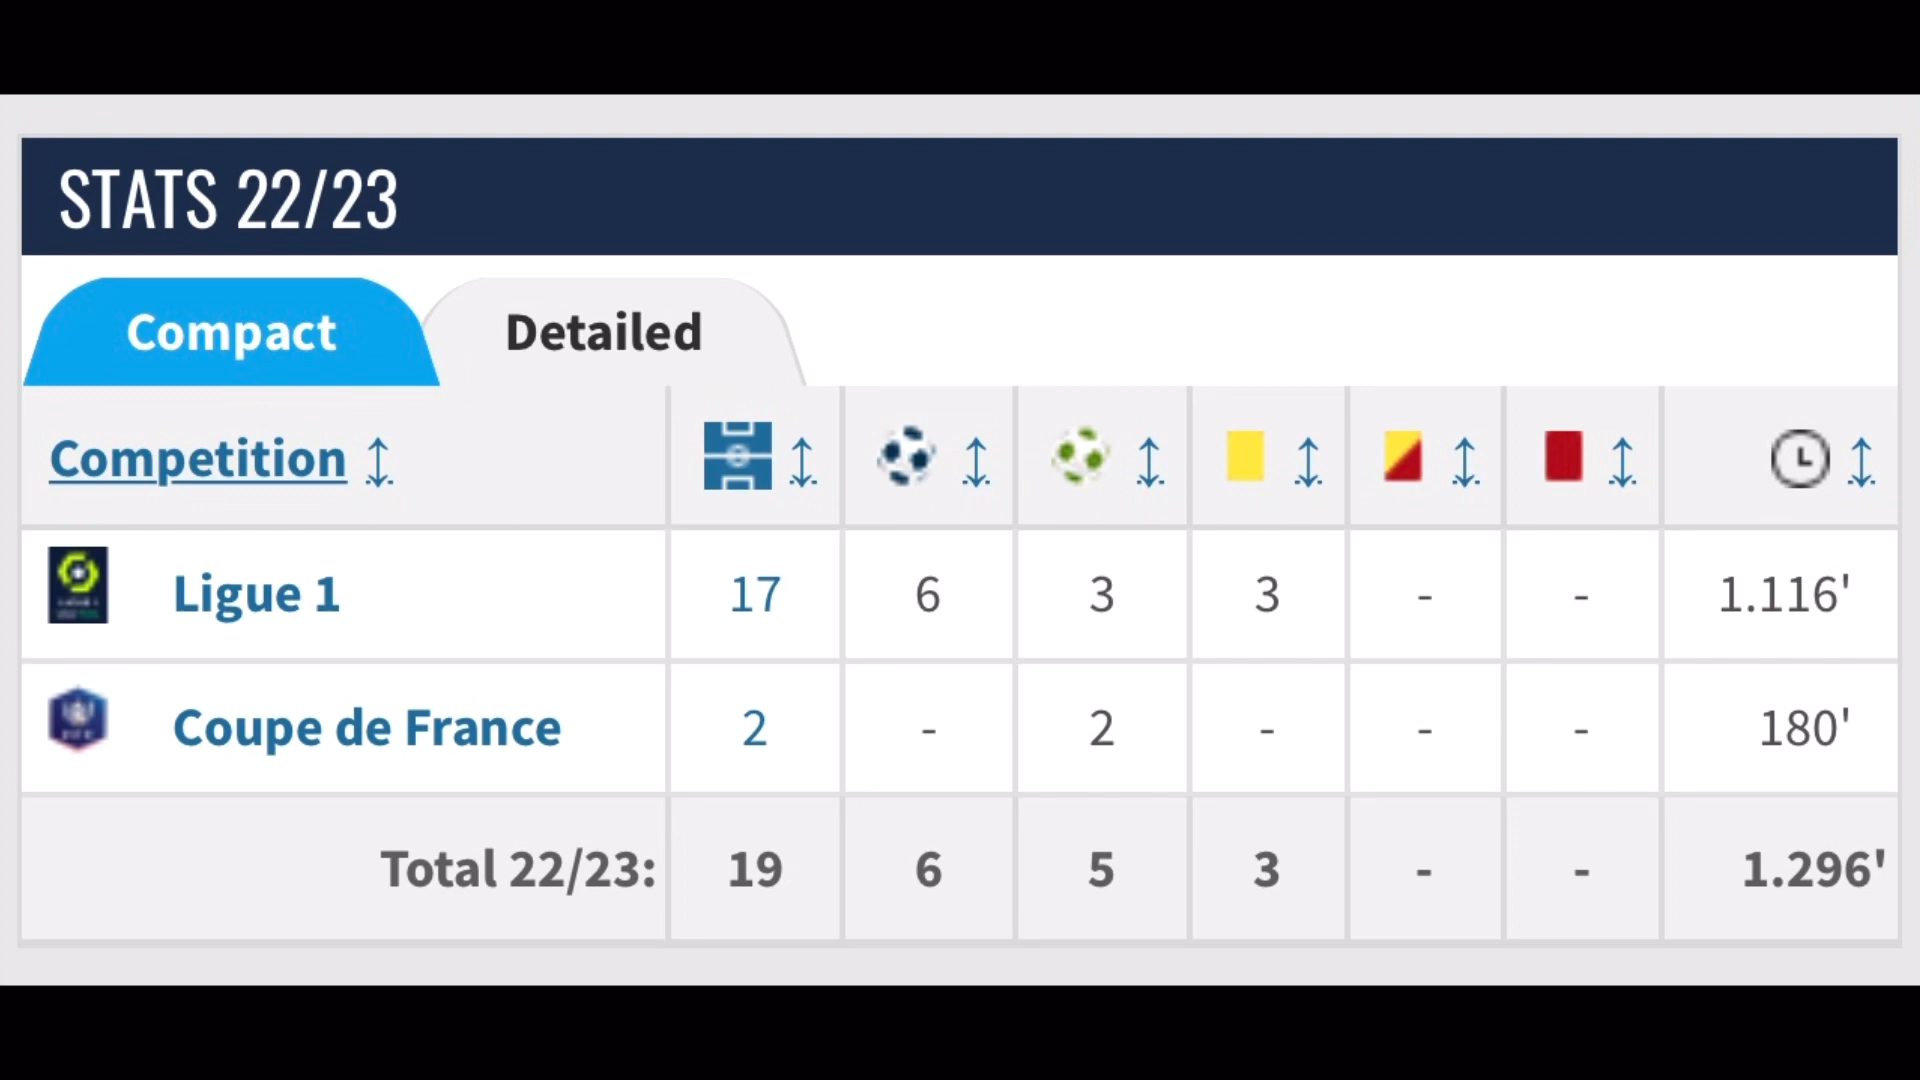 STATS 22/23
Compact Detailed
Competition
Ligue 1 17 6 3 3 - - 1.116'
Coupe de France 2 - 2 - - - 180'
Total 22/23: 19 6 5 3 - - 1.296'